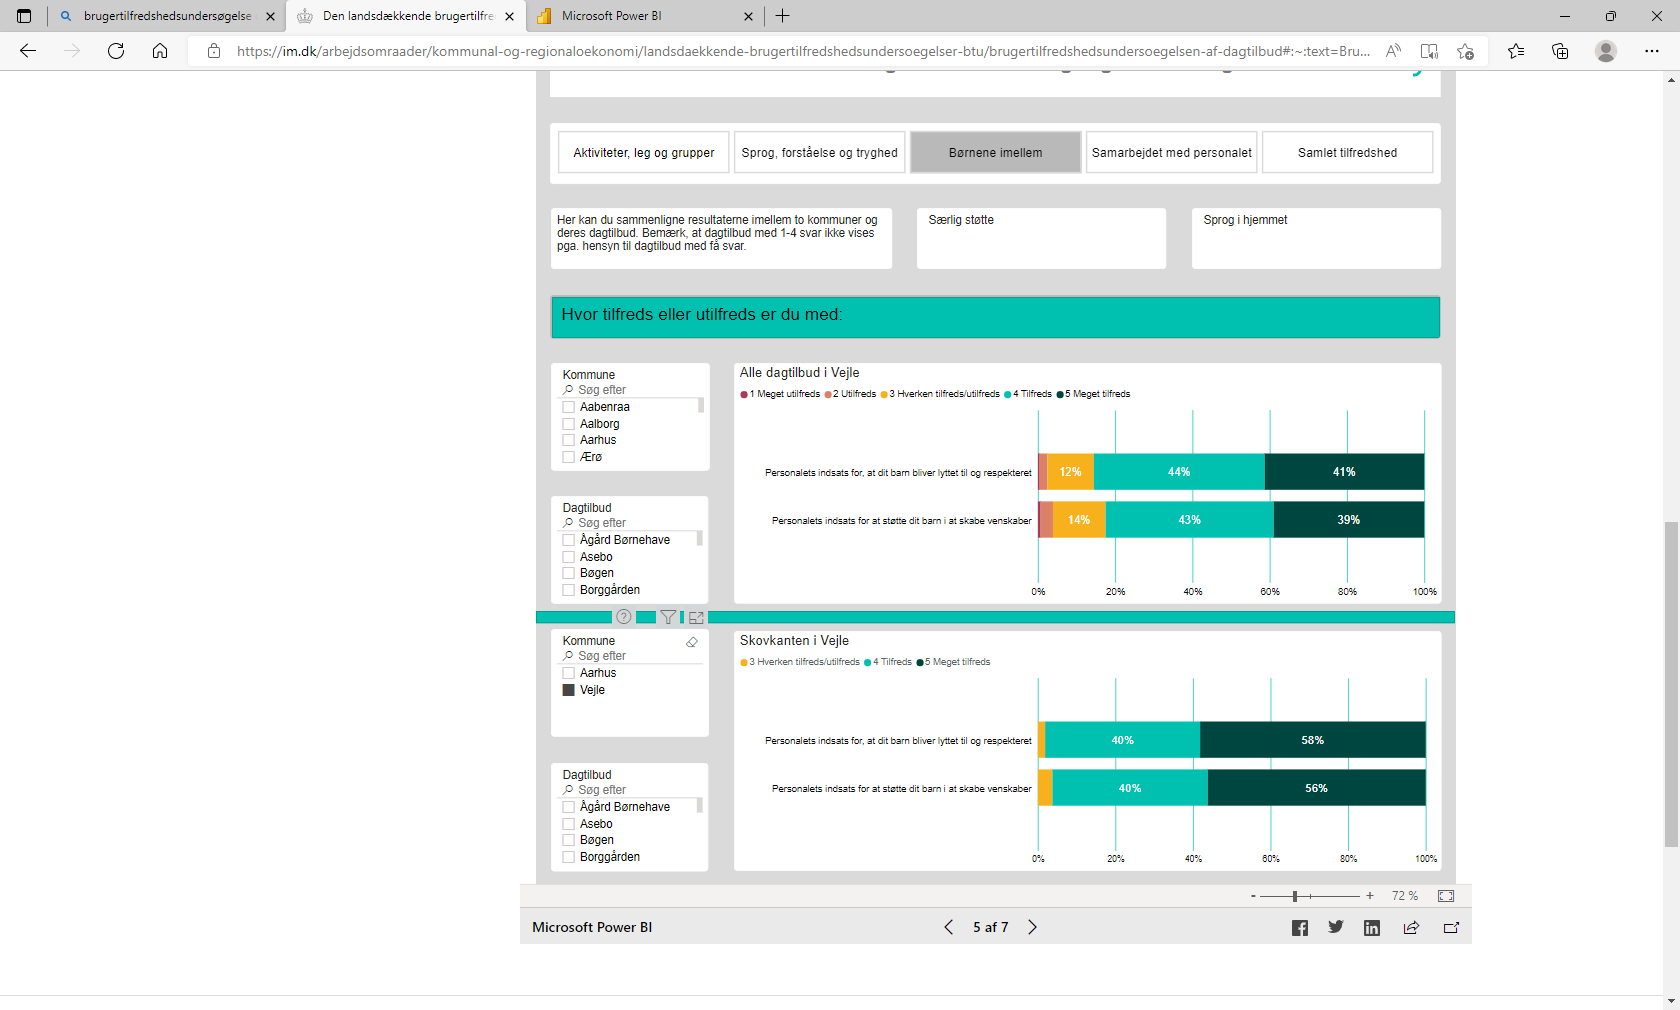 brugertilfredshedsundersøgelse
Den landsdækkende brugertilfre
Microsoft Power BI
https://im.dk/arbejdsomraader/kommunal-og-regionaloekonomi/landsdaekkende-brugertilfredshedsundersoegelser-btu/brugertilfredshedsundersoegelsen-af-dagtilbud#:~:text=Bru...
Aktiviteter, leg og grupper
Sprog, forståelse og tryghed
Børnene imellem
Samarbejdet med personalet
Samlet tilfredshed
Her kan du sammenligne resultaterne imellem to kommuner og
deres dagtilbud. Bemærk, at dagtilbud med 1-4 svar ikke vises
pga. hensyn til dagtilbud med få svar.
Særlig støtte
Sprog i hjemmet
Hvor tilfreds eller utilfreds er du med:
Kommune
Søg efter
Aabenraa
Aalborg
Aarhus
Ærø
Dagtilbud
Søg efter
Ågård Børnehave
Asebo
Bøgen
Borggården
Alle dagtilbud i Vejle
1 Meget utilfreds 2 Utilfreds 3 Hverken tilfreds/utilfreds 4 Tilfreds 5 Meget tilfreds
Personalets indsats for, at dit barn bliver lyttet til og respekteret
12% 44% 41%
Personalets indsats for at støtte dit barn i at skabe venskaber
14% 43% 39%
0% 20% 40% 60% 80% 100%
Kommune
Søg efter
Aarhus
Vejle
Dagtilbud
Søg efter
Ågård Børnehave
Asebo
Bøgen
Borggården
Skovkanten i Vejle
3 Hverken tilfreds/utilfreds 4 Tilfreds 5 Meget tilfreds
Personalets indsats for, at dit barn bliver lyttet til og respekteret
40% 58%
Personalets indsats for at støtte dit barn i at skabe venskaber
40% 56%
0% 20% 40% 60% 80% 100%
- + 72 %
Microsoft Power BI
5 af 7